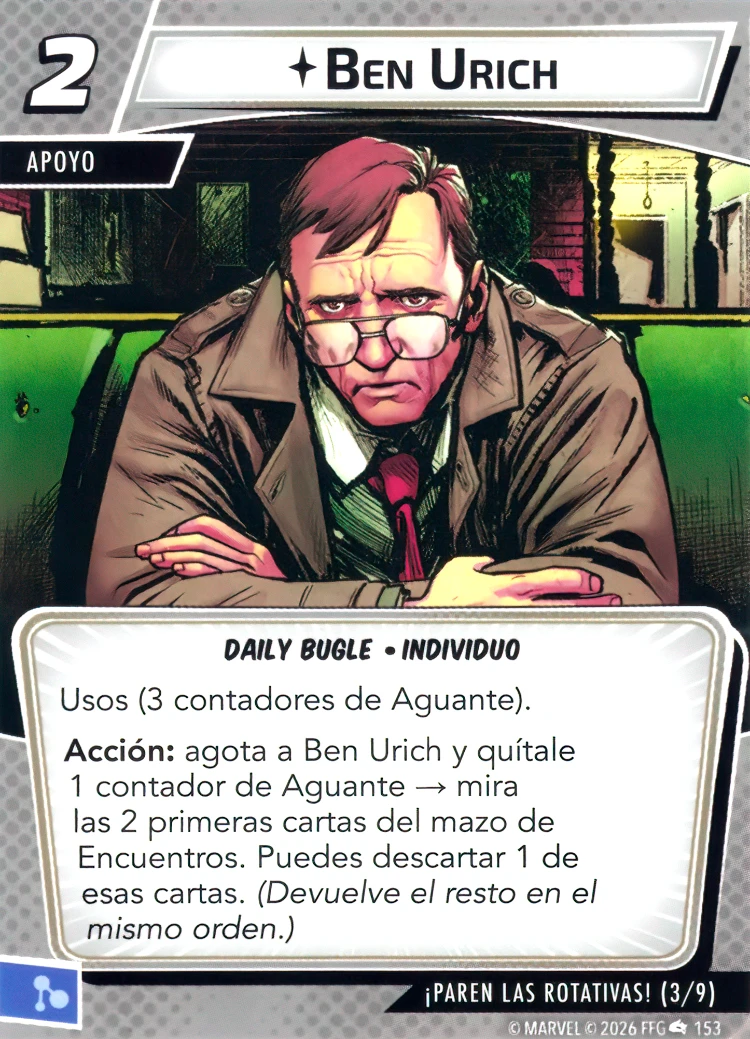 2
BEN URICH
APOYO
DAILY BUGLE • INDIVIDUO
Usos (3 contadores de Aguante).
Acción: agota a Ben Urich y quítale
1 contador de Aguante → mira
las 2 primeras cartas del mazo de
Encuentros. Puedes descartar 1 de
esas cartas. (Devuelve el resto en el
mismo orden.)
¡PAREN LAS ROTATIVAS! (3/9)
© MARVEL © 2026 FFG 153